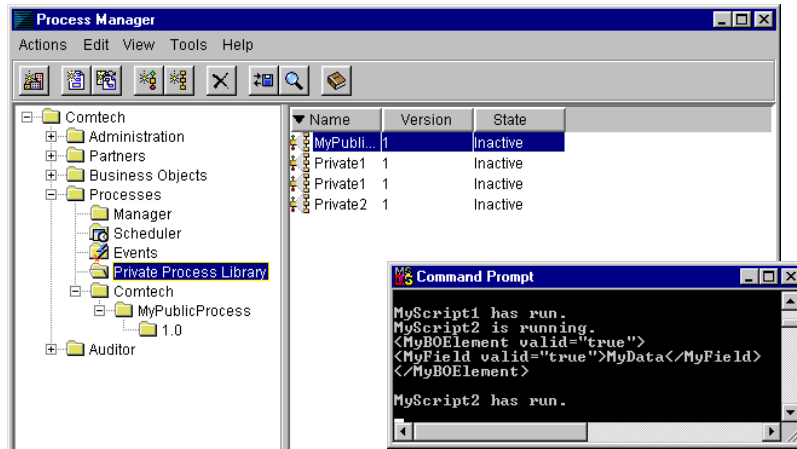 Process Manager
Actions Edit View Tools Help
Comtech
Administration
Partners
Business Objects
Processes
Manager
Scheduler
Events
Private Process Library
Comtech
MyPublicProcess
1.0
Auditor
Name Version State
MyPubli... 1 Inactive
Private1 1 Inactive
Private1 1 Inactive
Private2 1 Inactive
Command Prompt
MyScript1 has run.
MyScript2 is running.
<MyBOElement valid="true">
<MyField valid="true">MyData</MyField>
</MyBOElement>
MyScript2 has run.